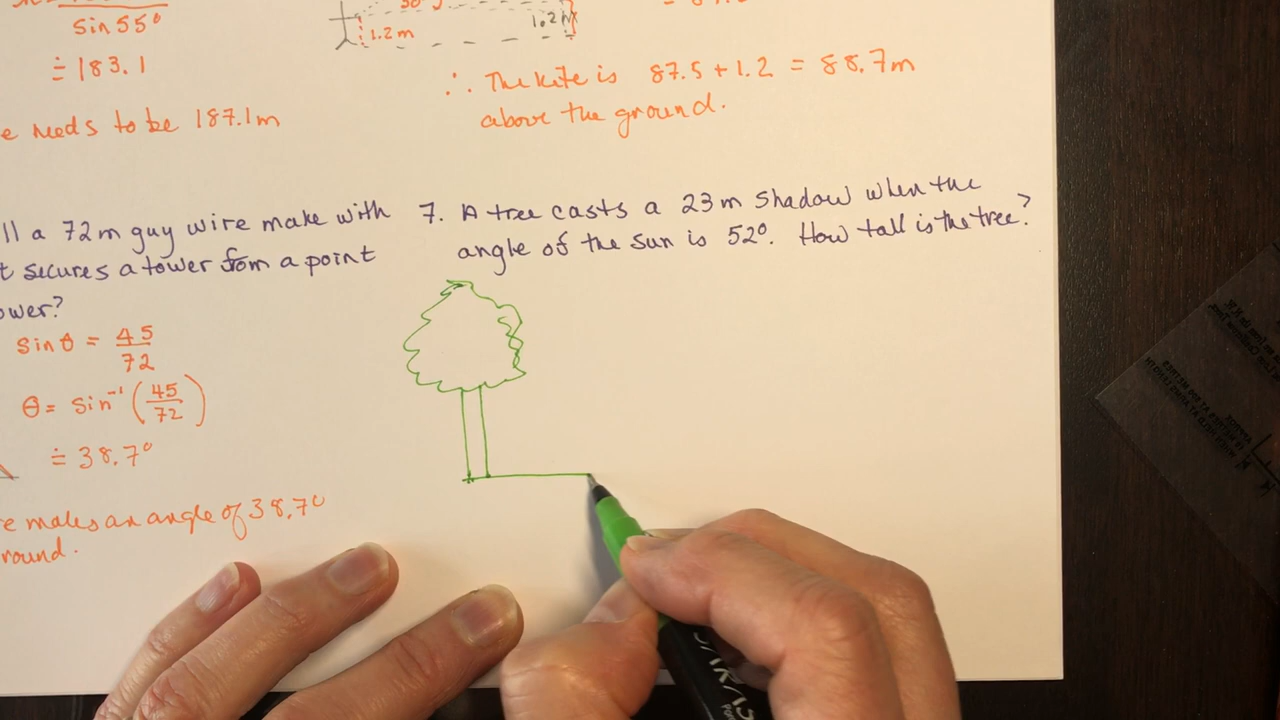 Sin 55°
≐ 183.1
e needs to be 187.1m
1.2m
1.2m
∴ The kite is 87.5 + 1.2 = 88.7m
above the ground.
ll a 72m guy wire make with
t secures a tower from a point
ower?
Sin θ = 45
72
θ = Sin⁻¹ (45/72)
≐ 38.7°
e makes an angle of 38.7°
round.
7. A tree casts a 23m shadow when the
angle of the sun is 52°. How tall is the tree?